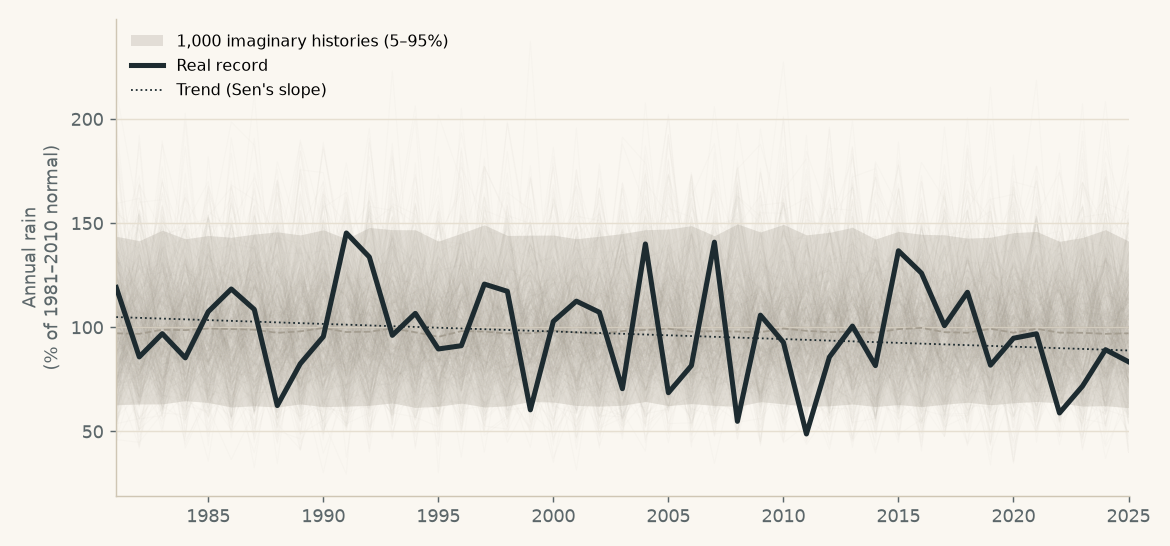 1,000 imaginary histories (5–95%)
Real record
Trend (Sen's slope)
Annual rain
(% of 1981–2010 normal)
200
150
100
50
1985 1990 1995 2000 2005 2010 2015 2020 2025